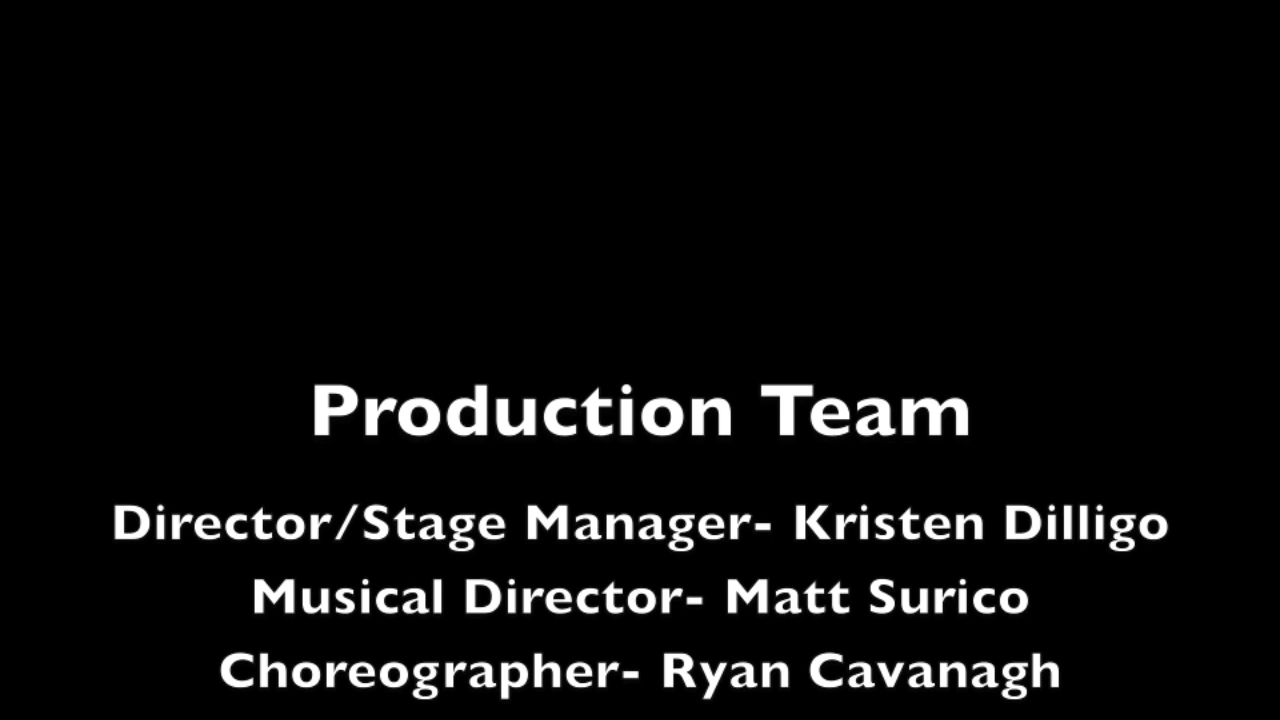 Production Team
Director/Stage Manager- Kristen Dilligo
Musical Director- Matt Surico
Choreographer- Ryan Cavanagh